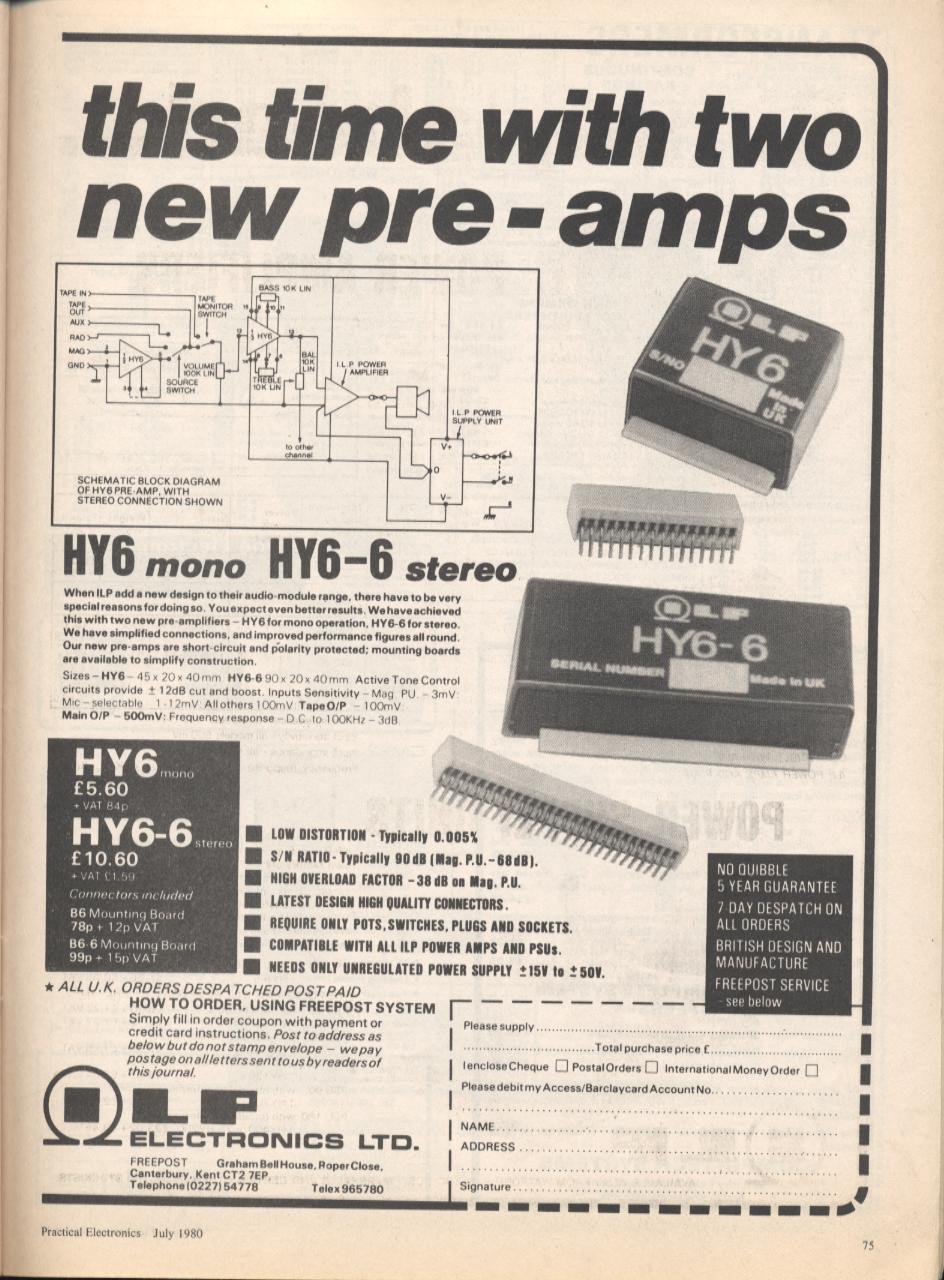 this time with two
new pre-amps
TAPE IN
TAPE
OUT
AUX
RAD
MAG
GND
TAPE
MONITOR
SWITCH
BASS 10K LIN
HY6
HY6
VOLUME
100K LIN
SOURCE
SWITCH
TREBLE
10K LIN
BAL
10K
LIN
I.L.P POWER
AMPLIFIER
I.L.P POWER
SUPPLY UNIT
to other
channel
V+
O
V-
L
N
E
SCHEMATIC BLOCK DIAGRAM
OF HY6 PRE-AMP, WITH
STEREO CONNECTION SHOWN
ILP
HY6
S/NO
Made
in
UK
HY6 mono HY6-6 stereo
When ILP add a new design to their audio-module range, there have to be very
special reasons for doing so. You expect even better results. We have achieved
this with two new pre-amplifiers – HY6 for mono operation, HY6-6 for stereo.
We have simplified connections, and improved performance figures all round.
Our new pre-amps are short-circuit and polarity protected; mounting boards
are available to simplify construction.
Sizes – HY6 – 45 x 20 x 40 mm HY6-6 90 x 20 x 40 mm Active Tone Control
circuits provide ± 12dB cut and boost. Inputs Sensitivity – Mag. PU. – 3mV:
Mic – selectable 1-12mV: All others 100mV: Tape O/P – 100mV:
Main O/P – 500mV: Frequency response – D.C. to 100KHz – 3dB.
ILP
HY6-6
SERIAL NUMBER
Made in UK
HY6 mono
£5.60
+ VAT 84p
HY6-6 stereo
£10.60
+ VAT £1.59
Connectors included
B6 Mounting Board
78p + 12p VAT
B6-6 Mounting Board
99p + 15p VAT
LOW DISTORTION - Typically 0.005%
S/N RATIO - Typically 90 dB (Mag. P.U. – 68 dB).
HIGH OVERLOAD FACTOR – 38 dB on Mag. P.U.
LATEST DESIGN HIGH QUALITY CONNECTORS.
REQUIRE ONLY POTS, SWITCHES, PLUGS AND SOCKETS.
COMPATIBLE WITH ALL ILP POWER AMPS AND PSUs.
NEEDS ONLY UNREGULATED POWER SUPPLY ±15V to ±50V.
NO QUIBBLE
5 YEAR GUARANTEE
7-DAY DESPATCH ON
ALL ORDERS
BRITISH DESIGN AND
MANUFACTURE
FREEPOST SERVICE
- see below
★ ALL U.K. ORDERS DESPATCHED POST PAID
HOW TO ORDER, USING FREEPOST SYSTEM
Simply fill in order coupon with payment or
credit card instructions. Post to address as
below but do not stamp envelope – we pay
postage on all letters sent to us by readers of
this journal.
ILP
ELECTRONICS LTD.
FREEPOST Graham Bell House, Roper Close,
Canterbury, Kent CT2 7EP.
Telephone (0227) 54778 Telex 965780
Please supply
Total purchase price £
I enclose Cheque □ Postal Orders □ International Money Order □
Please debit my Access/Barclaycard Account No.
NAME
ADDRESS
Signature
Practical Electronics July 1980
75